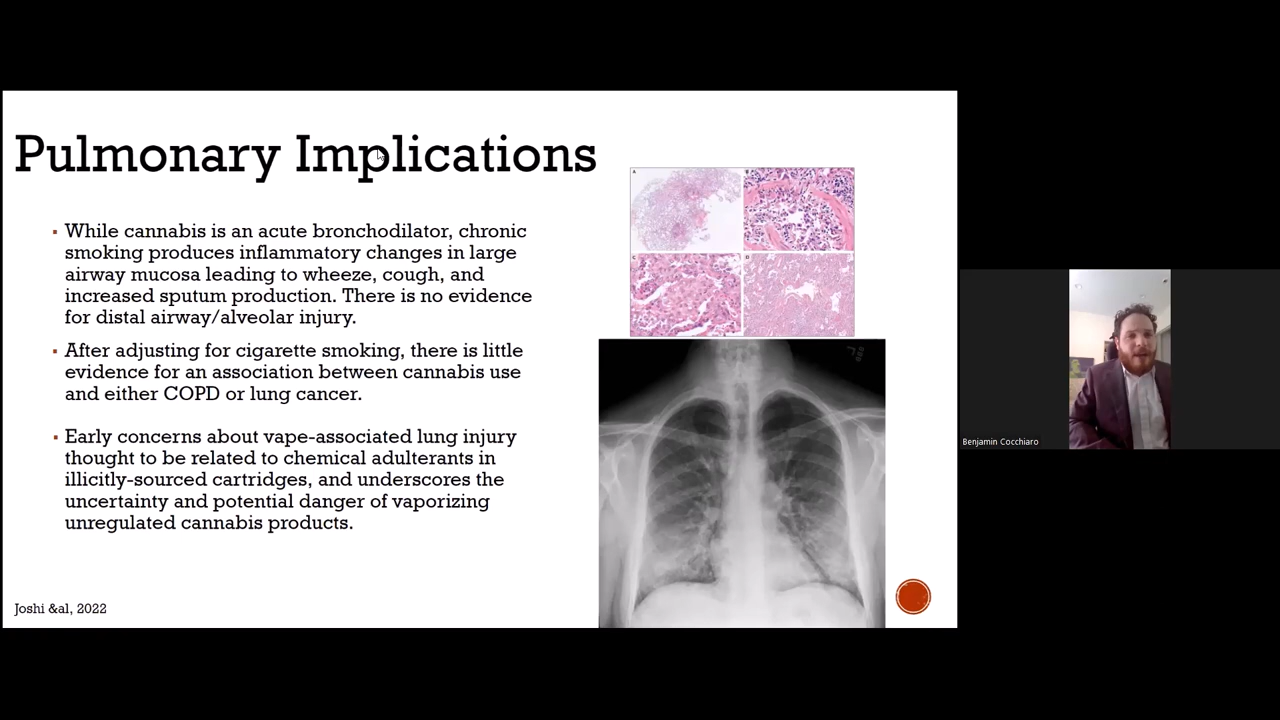 Pulmonary Implications
▪ While cannabis is an acute bronchodilator, chronic
smoking produces inflammatory changes in large
airway mucosa leading to wheeze, cough, and
increased sputum production. There is no evidence
for distal airway/alveolar injury.
▪ After adjusting for cigarette smoking, there is little
evidence for an association between cannabis use
and either COPD or lung cancer.
▪ Early concerns about vape-associated lung injury
thought to be related to chemical adulterants in
illicitly-sourced cartridges, and underscores the
uncertainty and potential danger of vaporizing
unregulated cannabis products.
Joshi &al, 2022
A
C
Benjamin Cocchiaro